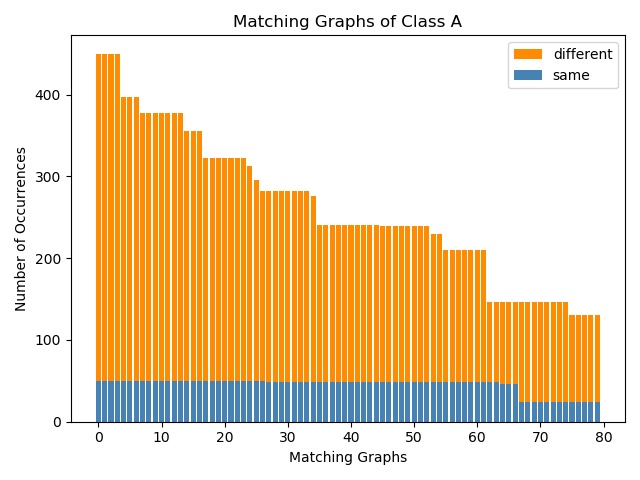 Matching Graphs of Class A
different
same
Number of Occurrences
400
300
200
100
0
0 10 20 30 40 50 60 70 80
Matching Graphs